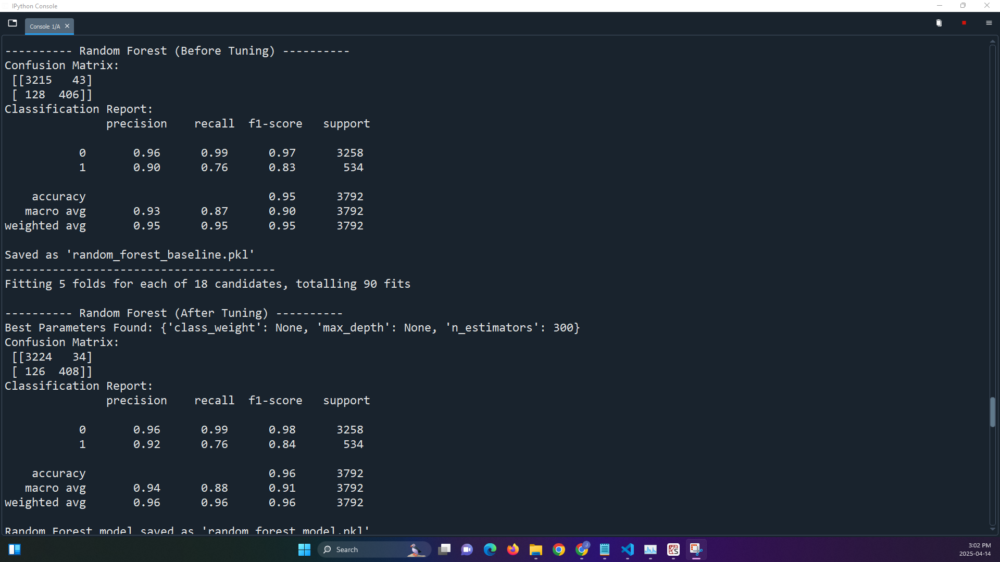 IPython Console
Console 1/A
---------- Random Forest (Before Tuning) ----------
Confusion Matrix:
[[3215   43]
[ 128  406]]
Classification Report:
precision    recall  f1-score   support
0       0.96      0.99      0.97      3258
1       0.90      0.76      0.83       534
accuracy                           0.95      3792
macro avg       0.93      0.87      0.90      3792
weighted avg       0.95      0.95      0.95      3792
Saved as 'random_forest_baseline.pkl'
----------------------------------------
Fitting 5 folds for each of 18 candidates, totalling 90 fits
---------- Random Forest (After Tuning) ----------
Best Parameters Found: {'class_weight': None, 'max_depth': None, 'n_estimators': 300}
Confusion Matrix:
[[3224   34]
[ 126  408]]
Classification Report:
precision    recall  f1-score   support
0       0.96      0.99      0.98      3258
1       0.92      0.76      0.84       534
accuracy                           0.96      3792
macro avg       0.94      0.88      0.91      3792
weighted avg       0.96      0.96      0.96      3792
Random Forest model saved as 'random_forest_model.pkl'
Search
3:02 PM
2025-04-14